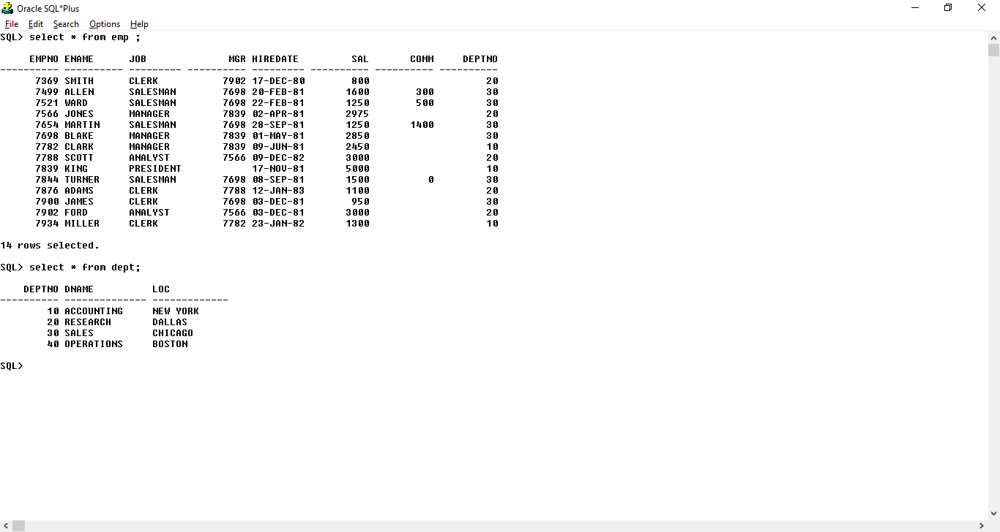 Oracle SQL*Plus
File Edit Search Options Help
SQL> select * from emp ;
     EMPNO ENAME      JOB              MGR HIREDATE         SAL       COMM     DEPTNO
---------- ---------- --------- ---------- --------- ---------- ---------- ----------
      7369 SMITH      CLERK           7902 17-DEC-80        800                    20
      7499 ALLEN      SALESMAN        7698 20-FEB-81       1600        300         30
      7521 WARD       SALESMAN        7698 22-FEB-81       1250        500         30
      7566 JONES      MANAGER         7839 02-APR-81       2975                    20
      7654 MARTIN     SALESMAN        7698 28-SEP-81       1250       1400         30
      7698 BLAKE      MANAGER         7839 01-MAY-81       2850                    30
      7782 CLARK      MANAGER         7839 09-JUN-81       2450                    10
      7788 SCOTT      ANALYST         7566 09-DEC-82       3000                    20
      7839 KING       PRESIDENT            17-NOV-81       5000                    10
      7844 TURNER     SALESMAN        7698 08-SEP-81       1500          0         30
      7876 ADAMS      CLERK           7788 12-JAN-83       1100                    20
      7900 JAMES      CLERK           7698 03-DEC-81        950                    30
      7902 FORD       ANALYST         7566 03-DEC-81       3000                    20
      7934 MILLER     CLERK           7782 23-JAN-82       1300                    10
14 rows selected.
SQL> select * from dept;
    DEPTNO DNAME          LOC
---------- -------------- -------------
        10 ACCOUNTING     NEW YORK
        20 RESEARCH       DALLAS
        30 SALES          CHICAGO
        40 OPERATIONS     BOSTON
SQL>